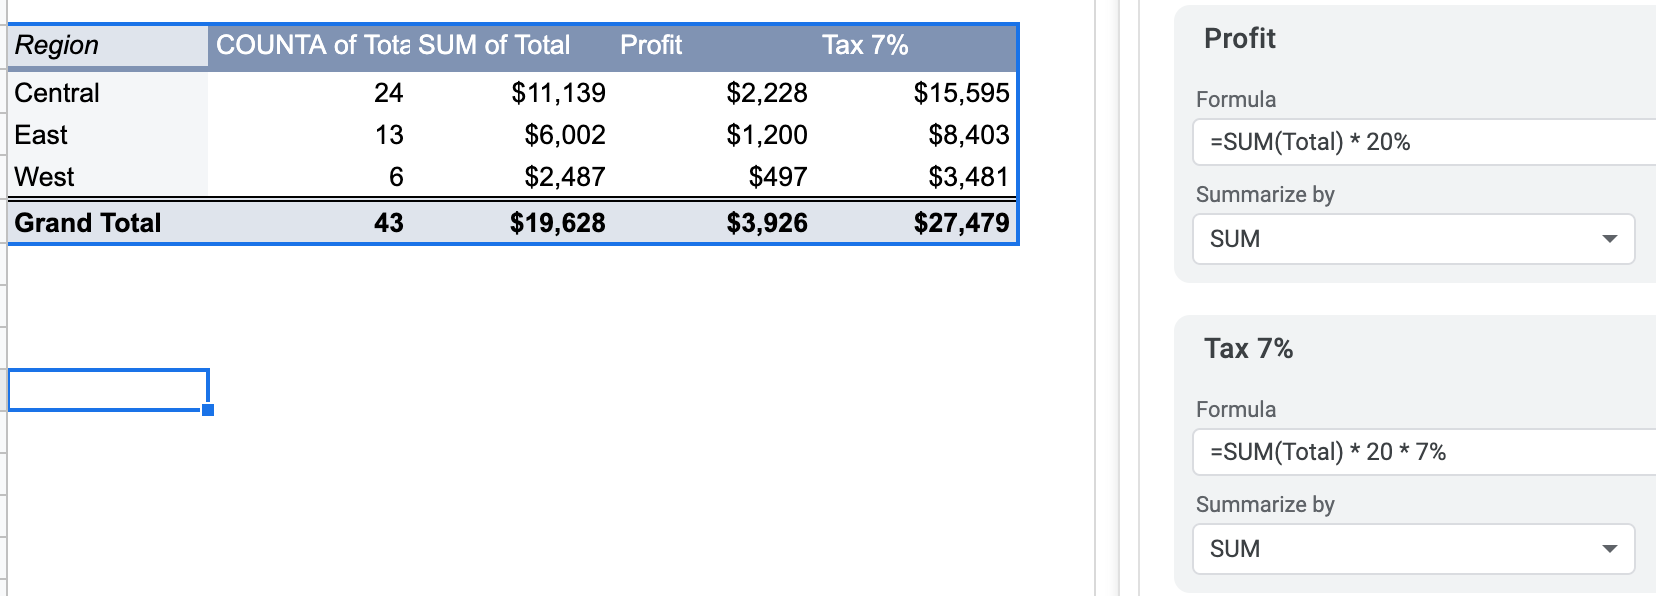 Region COUNTA of Tota SUM of Total Profit Tax 7%
Central 24 $11,139 $2,228 $15,595
East 13 $6,002 $1,200 $8,403
West 6 $2,487 $497 $3,481
Grand Total 43 $19,628 $3,926 $27,479
Profit
Formula
=SUM(Total) * 20%
Summarize by
SUM
Tax 7%
Formula
=SUM(Total) * 20 * 7%
Summarize by
SUM